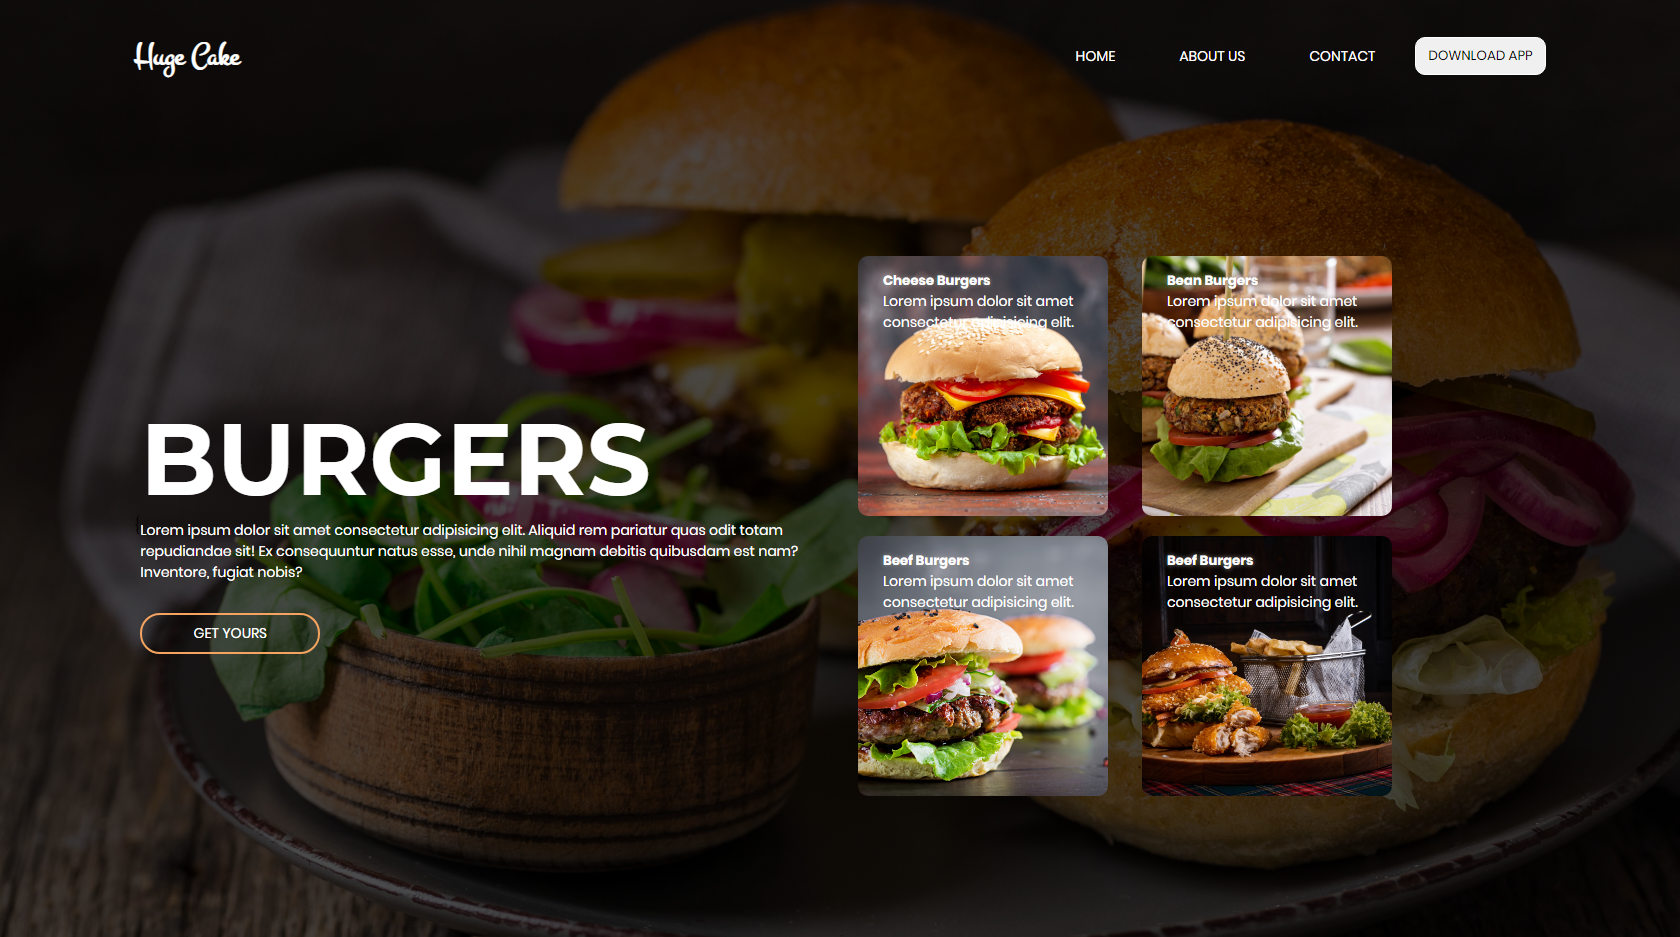 Huge Cake
HOME
ABOUT US
CONTACT
DOWNLOAD APP
BURGERS
Lorem ipsum dolor sit amet consectetur adipisicing elit. Aliquid rem pariatur quas odit totam
repudiandae sit! Ex consequuntur natus esse, unde nihil magnam debitis quibusdam est nam?
Inventore, fugiat nobis?
GET YOURS
Cheese Burgers
Lorem ipsum dolor sit amet
consectetur adipisicing elit.
Bean Burgers
Lorem ipsum dolor sit amet
consectetur adipisicing elit.
Beef Burgers
Lorem ipsum dolor sit amet
consectetur adipisicing elit.
Beef Burgers
Lorem ipsum dolor sit amet
consectetur adipisicing elit.